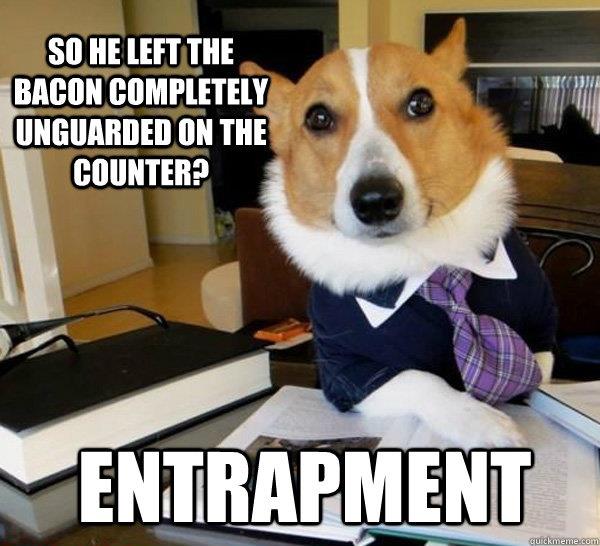 SO HE LEFT THE
BACON COMPLETELY
UNGUARDED ON THE
COUNTER?
ENTRAPMENT
quickmeme.com